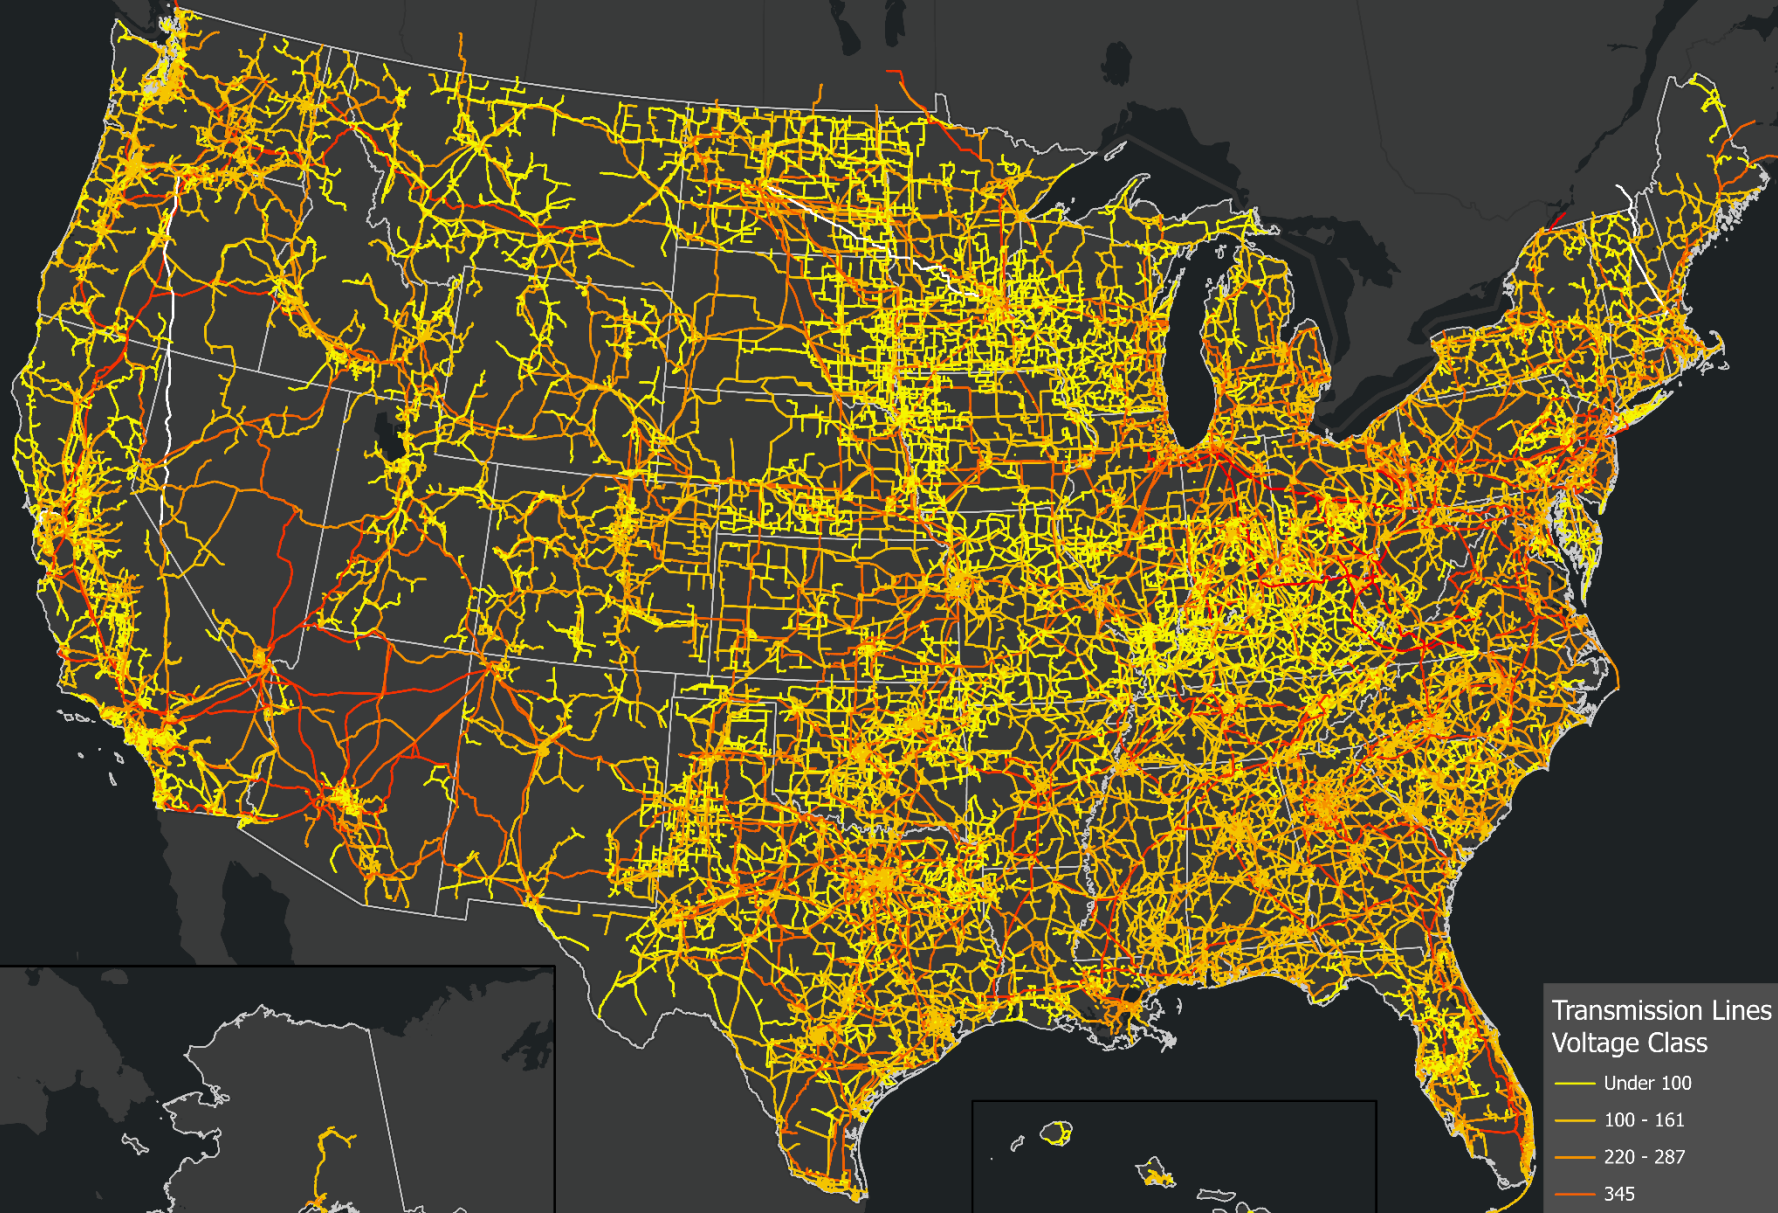 Transmission Lines
Voltage Class
Under 100
100 - 161
220 - 287
345